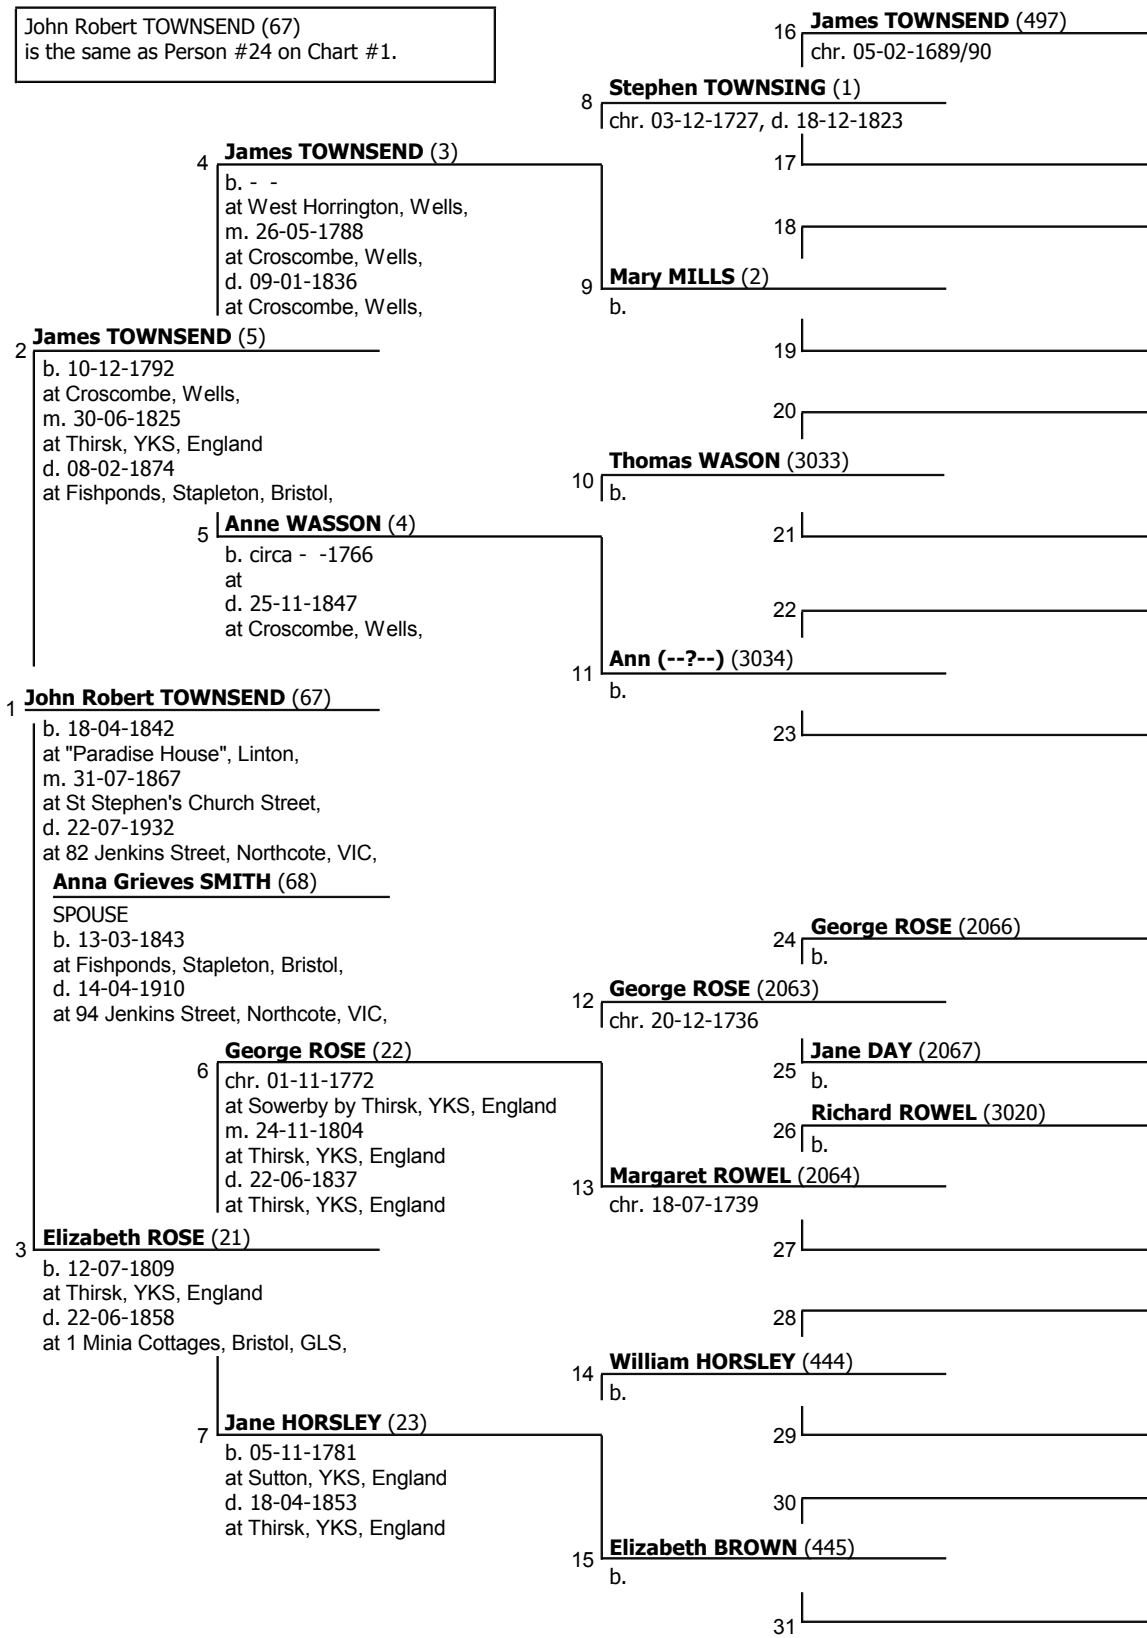 John Robert TOWNSEND (67)
is the same as Person #24 on Chart #1.
16 James TOWNSEND (497)
chr. 05-02-1689/90
8 Stephen TOWNSING (1)
chr. 03-12-1727, d. 18-12-1823
17
4 James TOWNSEND (3)
b. - -
at West Horrington, Wells,
m. 26-05-1788
at Croscombe, Wells,
d. 09-01-1836
at Croscombe, Wells,
18
9 Mary MILLS (2)
b.
19
2 James TOWNSEND (5)
b. 10-12-1792
at Croscombe, Wells,
m. 30-06-1825
at Thirsk, YKS, England
d. 08-02-1874
at Fishponds, Stapleton, Bristol,
20
10 Thomas WASON (3033)
b.
21
5 Anne WASSON (4)
b. circa - -1766
at
d. 25-11-1847
at Croscombe, Wells,
22
11 Ann (--?--) (3034)
b.
23
1 John Robert TOWNSEND (67)
b. 18-04-1842
at "Paradise House", Linton,
m. 31-07-1867
at St Stephen's Church Street,
d. 22-07-1932
at 82 Jenkins Street, Northcote, VIC,
Anna Grieves SMITH (68)
SPOUSE
b. 13-03-1843
at Fishponds, Stapleton, Bristol,
d. 14-04-1910
at 94 Jenkins Street, Northcote, VIC,
24 George ROSE (2066)
b.
12 George ROSE (2063)
chr. 20-12-1736
25 Jane DAY (2067)
b.
6 George ROSE (22)
chr. 01-11-1772
at Sowerby by Thirsk, YKS, England
m. 24-11-1804
at Thirsk, YKS, England
d. 22-06-1837
at Thirsk, YKS, England
26 Richard ROWEL (3020)
b.
13 Margaret ROWEL (2064)
chr. 18-07-1739
27
3 Elizabeth ROSE (21)
b. 12-07-1809
at Thirsk, YKS, England
d. 22-06-1858
at 1 Minia Cottages, Bristol, GLS,
28
14 William HORSLEY (444)
b.
29
7 Jane HORSLEY (23)
b. 05-11-1781
at Sutton, YKS, England
d. 18-04-1853
at Thirsk, YKS, England
30
15 Elizabeth BROWN (445)
b.
31